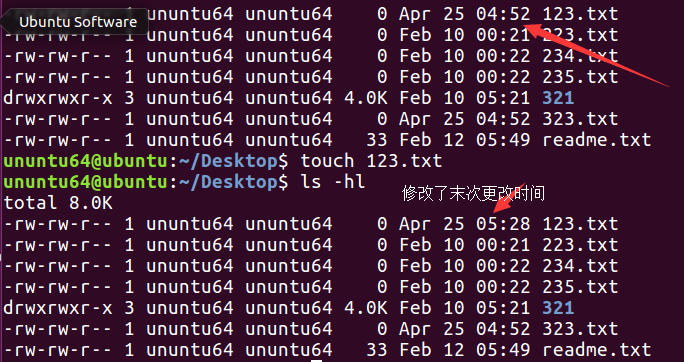 Ubuntu Software
ununtu64 ununtu64 0 Apr 25 04:52 123.txt
-rw-rw-r-- 1 ununtu64 ununtu64 0 Feb 10 00:21 223.txt
-rw-rw-r-- 1 ununtu64 ununtu64 0 Feb 10 00:22 234.txt
-rw-rw-r-- 1 ununtu64 ununtu64 0 Feb 10 00:22 235.txt
drwxrwxr-x 3 ununtu64 ununtu64 4.0K Feb 10 05:21 321
-rw-rw-r-- 1 ununtu64 ununtu64 0 Apr 25 04:52 323.txt
-rw-rw-r-- 1 ununtu64 ununtu64 33 Feb 12 05:49 readme.txt
ununtu64@ubuntu:~/Desktop$ touch 123.txt
ununtu64@ubuntu:~/Desktop$ ls -hl
修改了末次更改时间
total 8.0K
-rw-rw-r-- 1 ununtu64 ununtu64 0 Apr 25 05:28 123.txt
-rw-rw-r-- 1 ununtu64 ununtu64 0 Feb 10 00:21 223.txt
-rw-rw-r-- 1 ununtu64 ununtu64 0 Feb 10 00:22 234.txt
-rw-rw-r-- 1 ununtu64 ununtu64 0 Feb 10 00:22 235.txt
drwxrwxr-x 3 ununtu64 ununtu64 4.0K Feb 10 05:21 321
-rw-rw-r-- 1 ununtu64 ununtu64 0 Apr 25 04:52 323.txt
-rw-rw-r-- 1 ununtu64 ununtu64 33 Feb 12 05:49 readme.txt